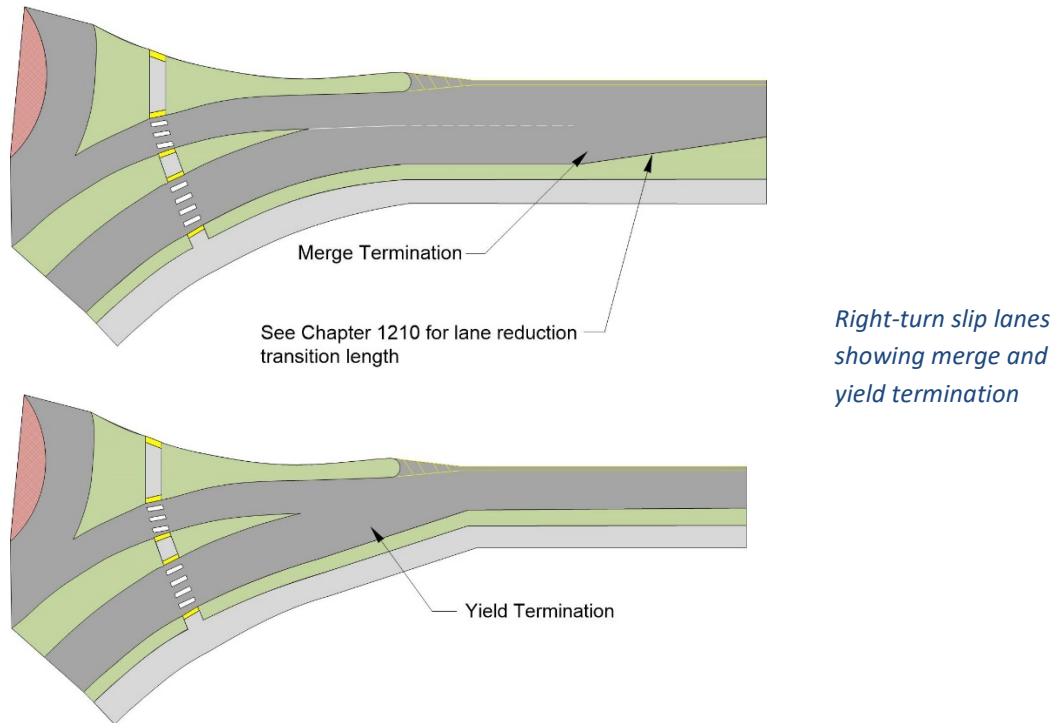 Merge Termination
See Chapter 1210 for lane reduction
transition length
Right-turn slip lanes
showing merge and
yield termination
Yield Termination